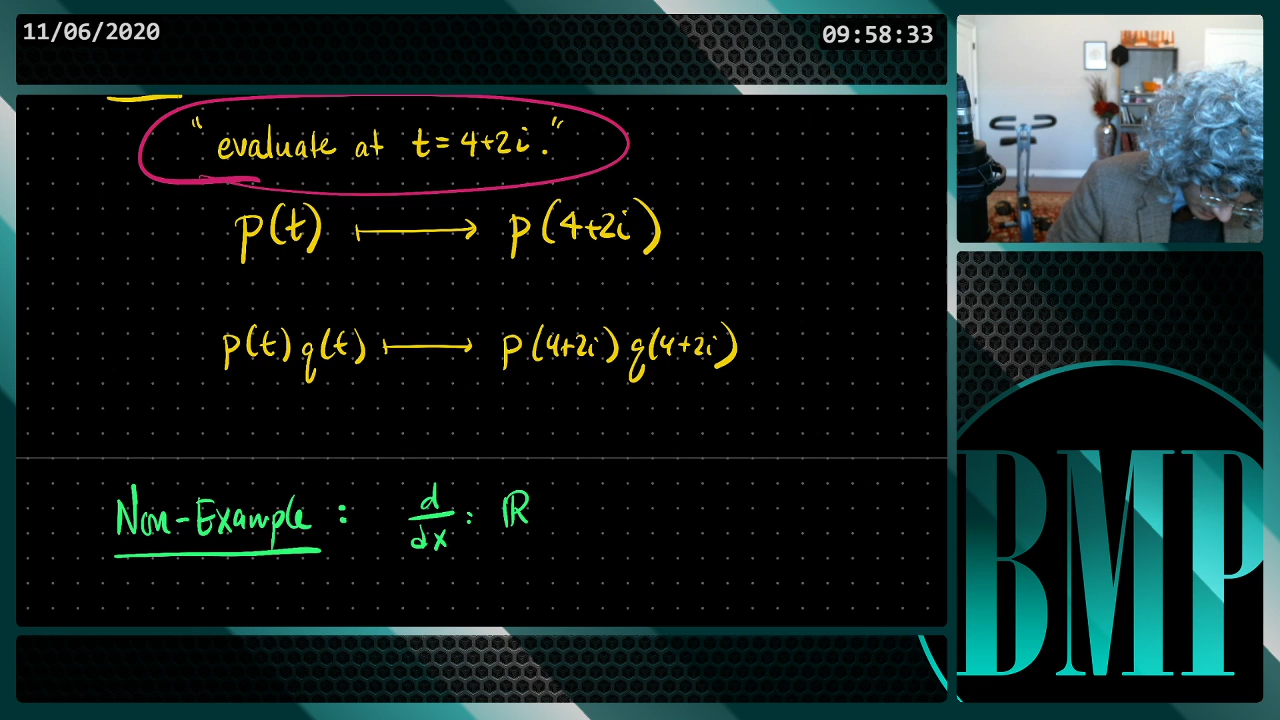 11/06/2020
09:58:33
"evaluate at t=4+2i."
p(t) ⟼ p(4+2i)
p(t)q(t) ⟼ p(4+2i)q(4+2i)
Non-Example: d/dx: ℝ
BMP